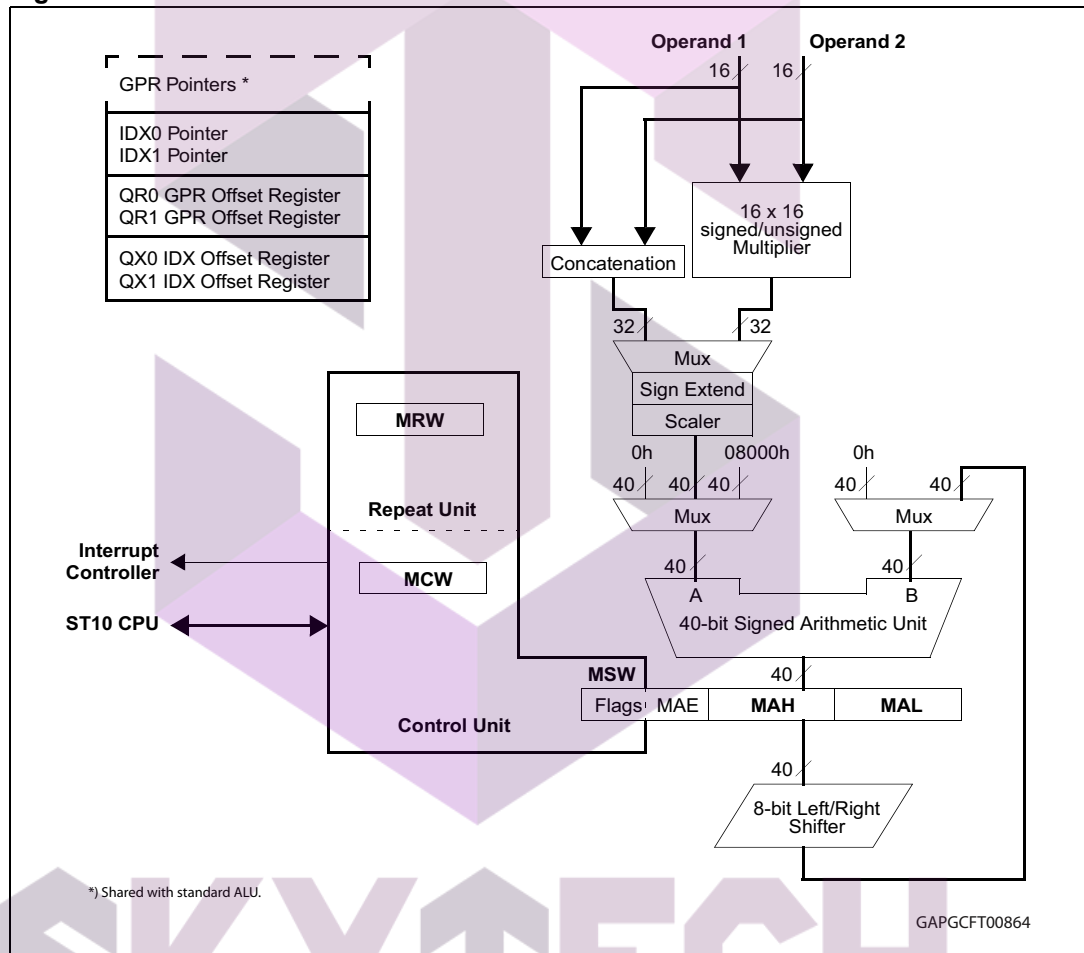 Operand 1
Operand 2
16
16
GPR Pointers *
IDX0 Pointer
IDX1 Pointer
QR0 GPR Offset Register
QR1 GPR Offset Register
QX0 IDX Offset Register
QX1 IDX Offset Register
16 x 16
signed/unsigned
Multiplier
Concatenation
32
32
Mux
Sign Extend
Scaler
MRW
0h
08000h
0h
40
40
40
40
40
Mux
Mux
Repeat Unit
Interrupt
Controller
MCW
40
40
A
B
40-bit Signed Arithmetic Unit
ST10 CPU
MSW
40
Flags
MAE
MAH
MAL
Control Unit
40
8-bit Left/Right
Shifter
*) Shared with standard ALU.
GAPGCFT00864
SKYTECH